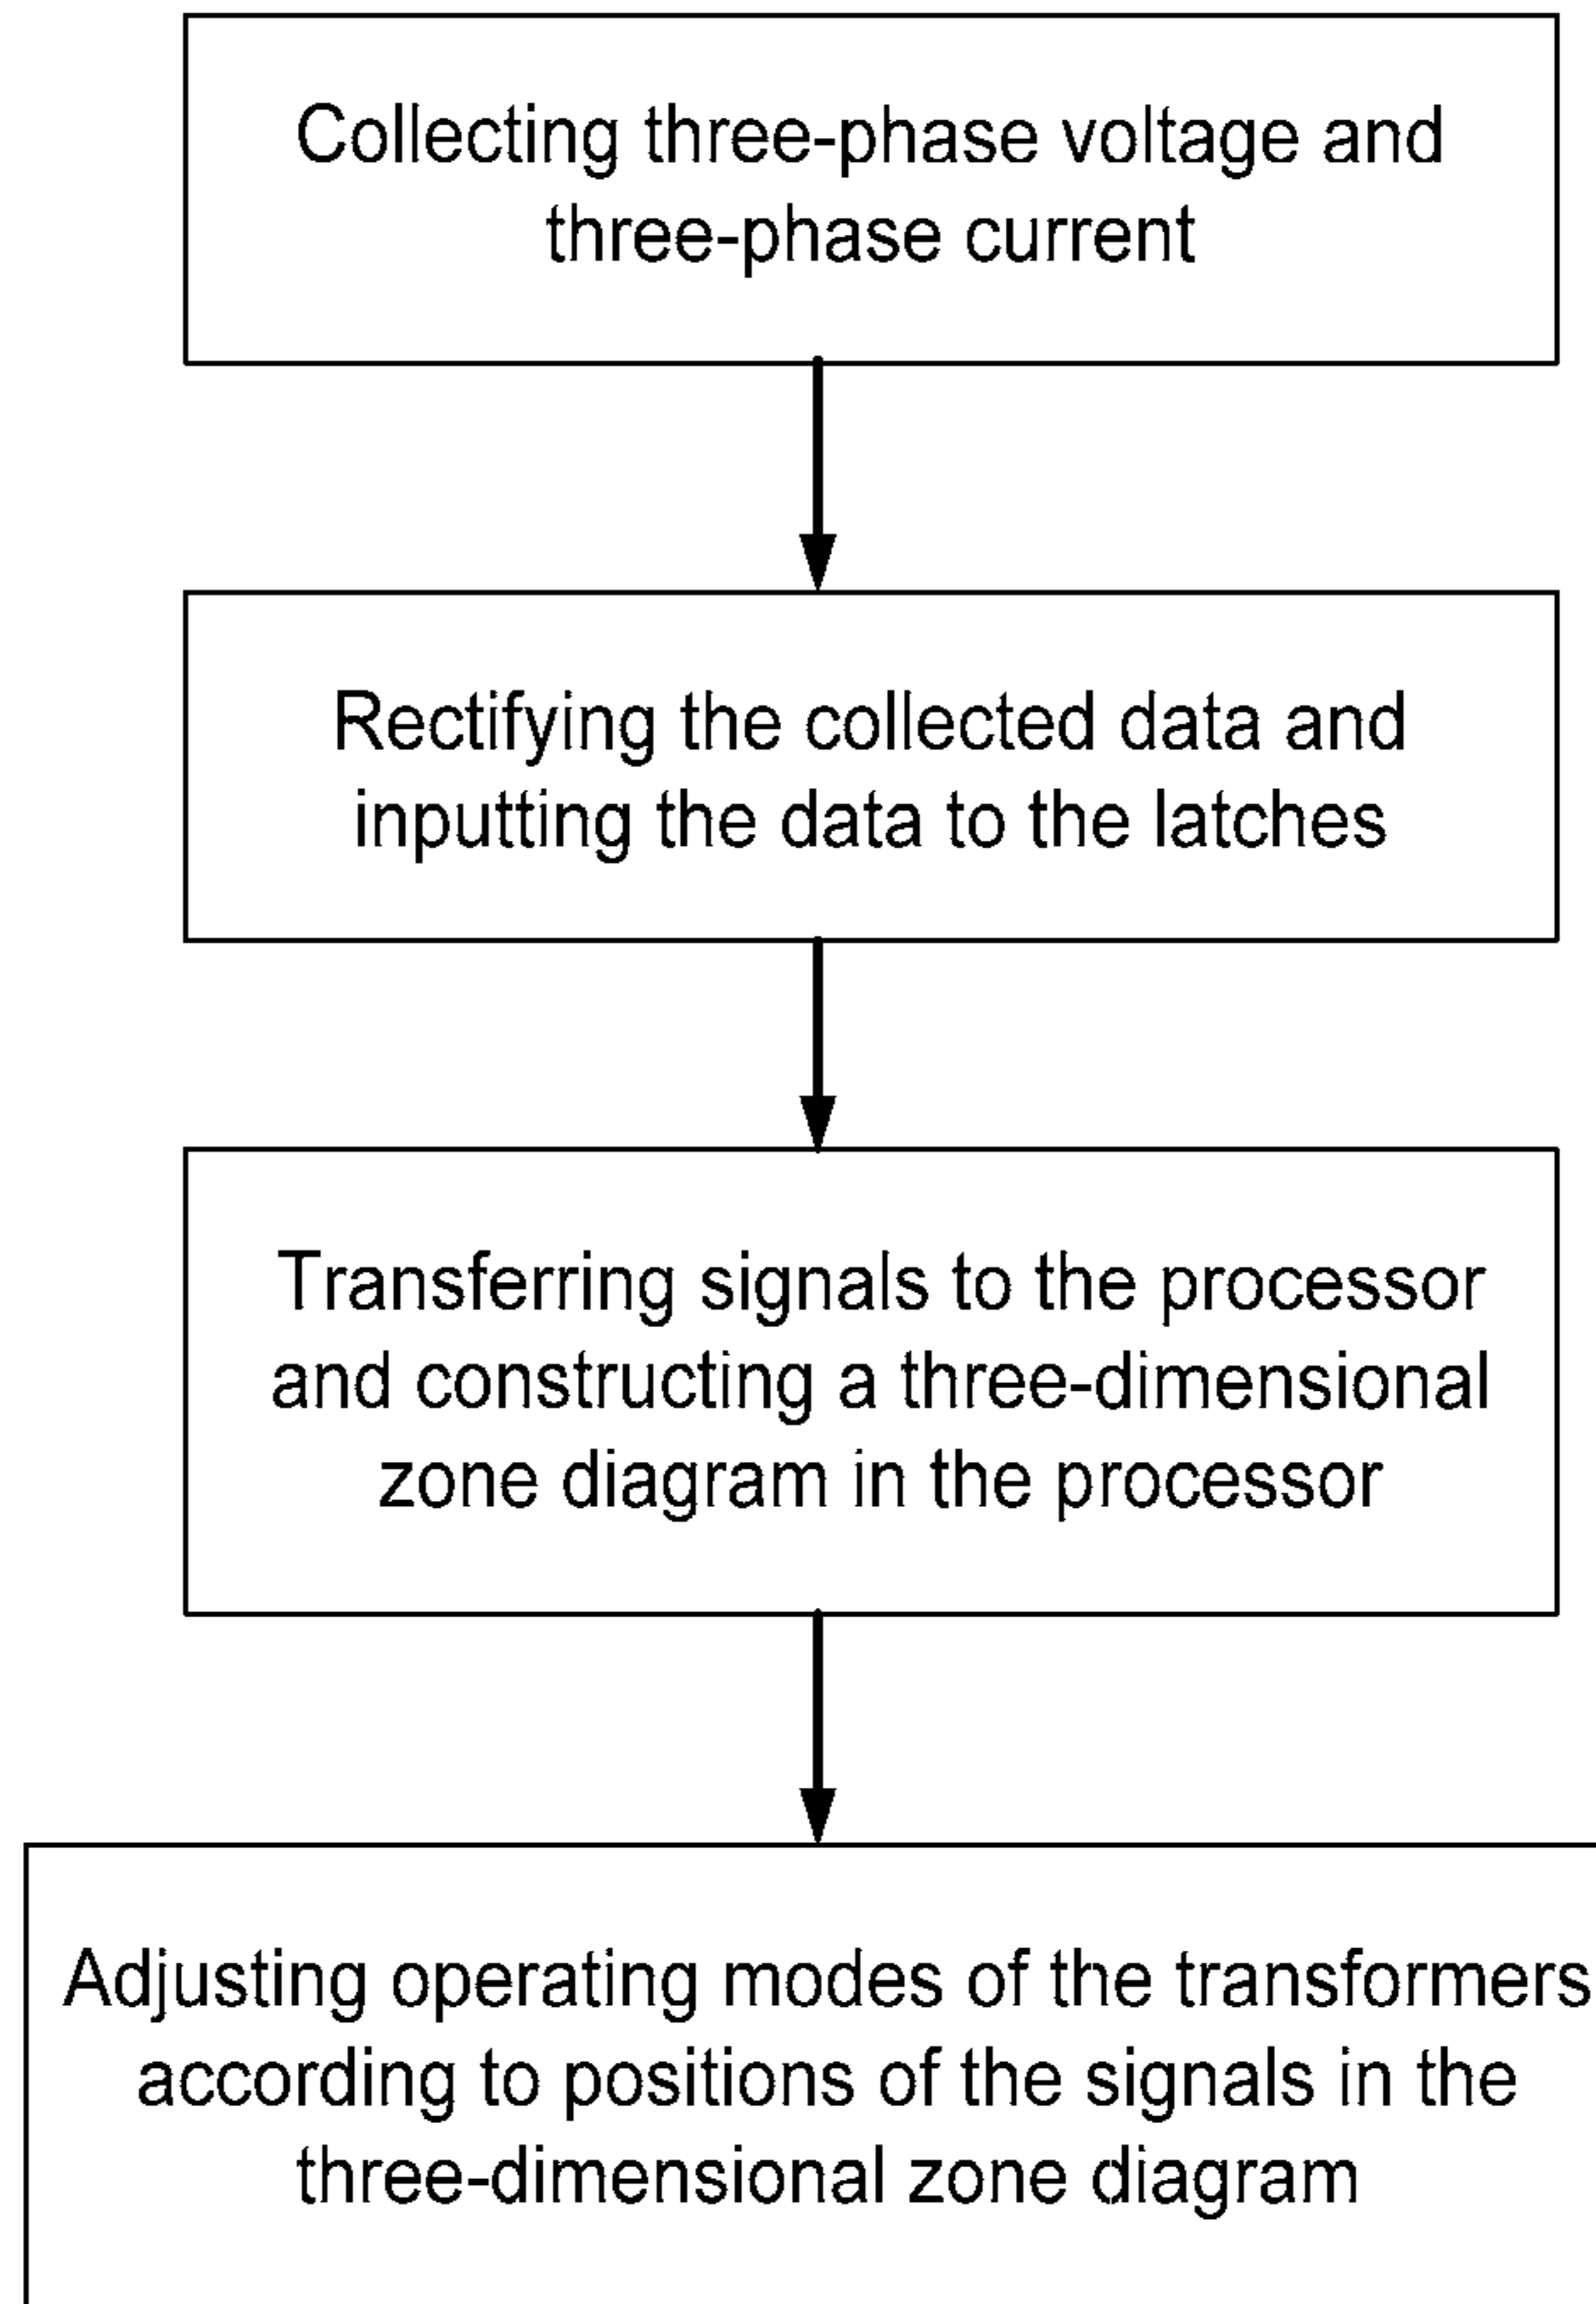 Collecting three-phase voltage and
three-phase current
Rectifying the collected data and
inputting the data to the latches
Transferring signals to the processor
and constructing a three-dimensional
zone diagram in the processor
Adjusting operating modes of the transformers
according to positions of the signals in the
three-dimensional zone diagram